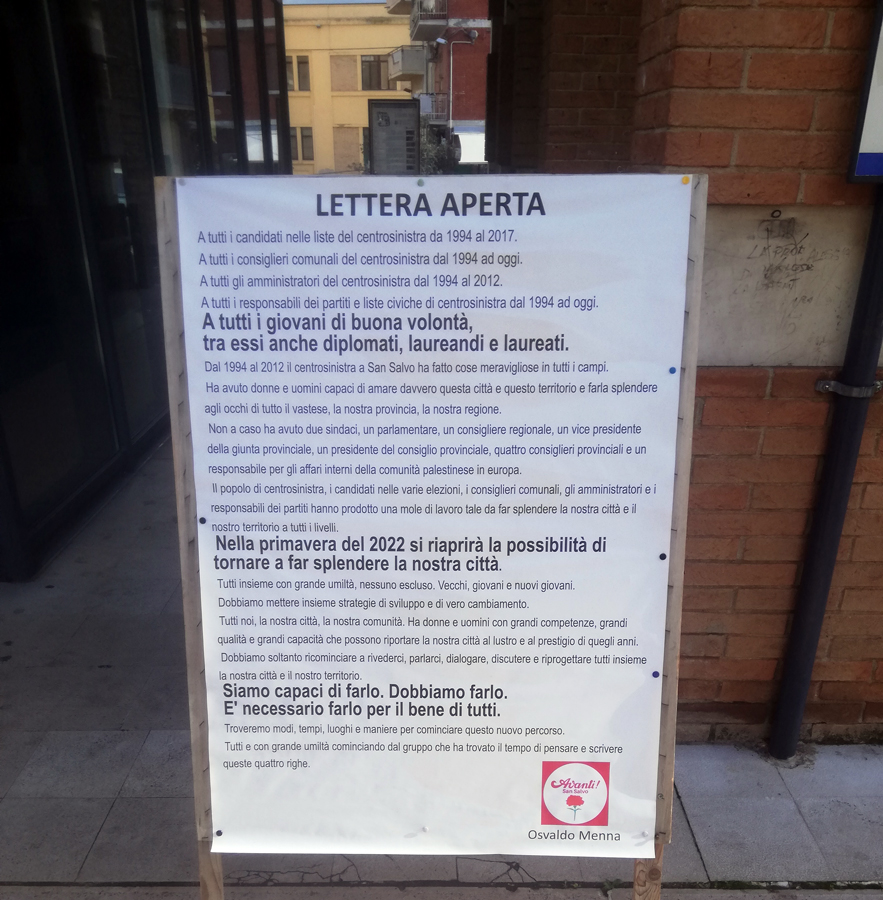 LETTERA APERTA
A tutti i candidati nelle liste del centrosinistra da 1994 al 2017.
A tutti i consiglieri comunali del centrosinistra dal 1994 ad oggi.
A tutti gli amministratori del centrosinistra dal 1994 al 2012.
A tutti i responsabili dei partiti e liste civiche di centrosinistra dal 1994 ad oggi.
A tutti i giovani di buona volontà,
tra essi anche diplomati, laureandi e laureati.
Dal 1994 al 2012 il centrosinistra a San Salvo ha fatto cose meravigliose in tutti i campi.
Ha avuto donne e uomini capaci di amare davvero questa città e questo territorio e farla splendere
agli occhi di tutto il vastese, la nostra provincia, la nostra regione.
Non a caso ha avuto due sindaci, un parlamentare, un consigliere regionale, un vice presidente
della giunta provinciale, un presidente del consiglio provinciale, quattro consiglieri provinciali e un
responsabile per gli affari interni della comunità palestinese in europa.
Il popolo di centrosinistra, i candidati nelle varie elezioni, i consiglieri comunali, gli amministratori e i
responsabili dei partiti hanno prodotto una mole di lavoro tale da far splendere la nostra città e il
nostro territorio a tutti i livelli.
Nella primavera del 2022 si riaprirà la possibilità di
tornare a far splendere la nostra città.
Tutti insieme con grande umiltà, nessuno escluso. Vecchi, giovani e nuovi giovani.
Dobbiamo mettere insieme strategie di sviluppo e di vero cambiamento.
Tutti noi, la nostra città, la nostra comunità. Ha donne e uomini con grandi competenze, grandi
qualità e grandi capacità che possono riportare la nostra città al lustro e al prestigio di quegli anni.
Dobbiamo soltanto ricominciare a rivederci, parlarci, dialogare, discutere e riprogettare tutti insieme
la nostra città e il nostro territorio.
Siamo capaci di farlo. Dobbiamo farlo.
E' necessario farlo per il bene di tutti.
Troveremo modi, tempi, luoghi e maniere per cominciare questo nuovo percorso.
Tutti e con grande umiltà cominciando dal gruppo che ha trovato il tempo di pensare e scrivere
queste quattro righe.
Avanti!
San Salvo
Osvaldo Menna